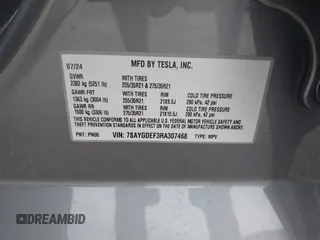 07/24 MFD BY TESLA, INC.
GVWR
2382 kg (5251 lb) WITH TIRES 255/35R21 & 275/35R21
GAWR FRT WITH TIRES RIM COLD TIRE PRESSURE
1363 kg (3004 lb) 255/35R21 21X9.5J 290 kPa, 42 psi
GAWR RR WITH TIRES RIM COLD TIRE PRESSURE
1500 kg (3306 lb) 275/35R21 21X10.5J 290 kPa, 42 psi
THIS VEHICLE CONFORMS TO ALL APPLICABLE U.S. FEDERAL MOTOR VEHICLE SAFETY,
BUMPER, AND THEFT PREVENTION STANDARDS IN EFFECT ON THE DATE OF
MANUFACTURE SHOWN ABOVE.
PNT: PN00 VIN: 7SAYGDEF3RA307468 TYPE: MPV
DREAMBID